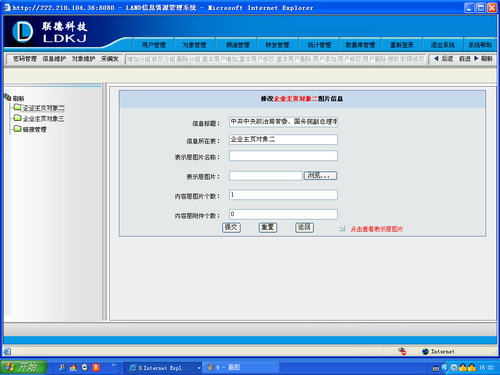 http://222.210.104.36:8080 - LAND信息资源管理系统 - Microsoft Internet Explorer
联德科技
LDKJ
用户管理 对象管理 频道管理 转发管理 统计管理 数据库管理 重新登录 退出系统 系统帮助
密码管理 信息维护 对象维护 采编发
后退 前进 刷新
刷新
企业主页对象二
企业主页对象三
链接管理
修改企业主页对象二图片信息
信息标题：
中共中央政治局常委、国务院副总理
信息所在表：
企业主页对象二
表示层图片名称：
表示层图片：
浏览...
内容层图片个数：
1
内容层附件个数：
0
提交 重置 返回 点击查看表示层图片
Internet
开始
3 Internet Expl...
9 - 画图
16:02